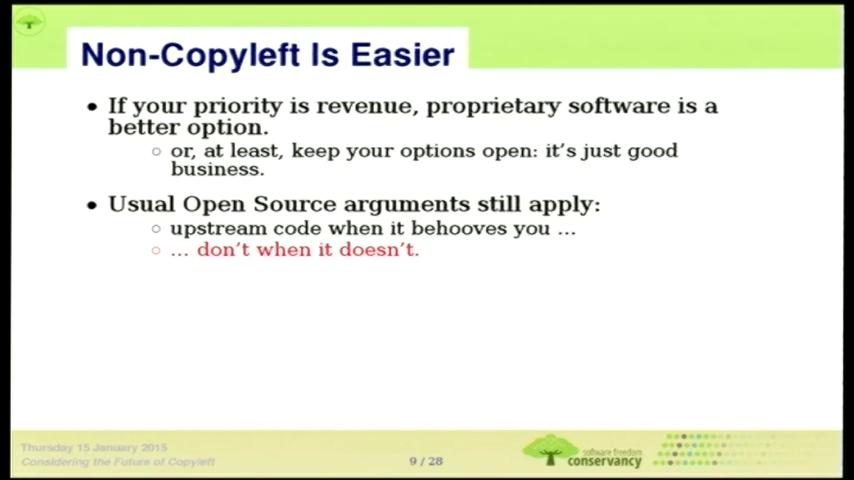 Non-Copyleft Is Easier
• If your priority is revenue, proprietary software is a
better option.
○ or, at least, keep your options open: it's just good
business.
• Usual Open Source arguments still apply:
○ upstream code when it behooves you ...
○ ... don't when it doesn't.
Thursday 15 January 2015
Considering the Future of Copyleft
9 / 28
software freedom
conservancy